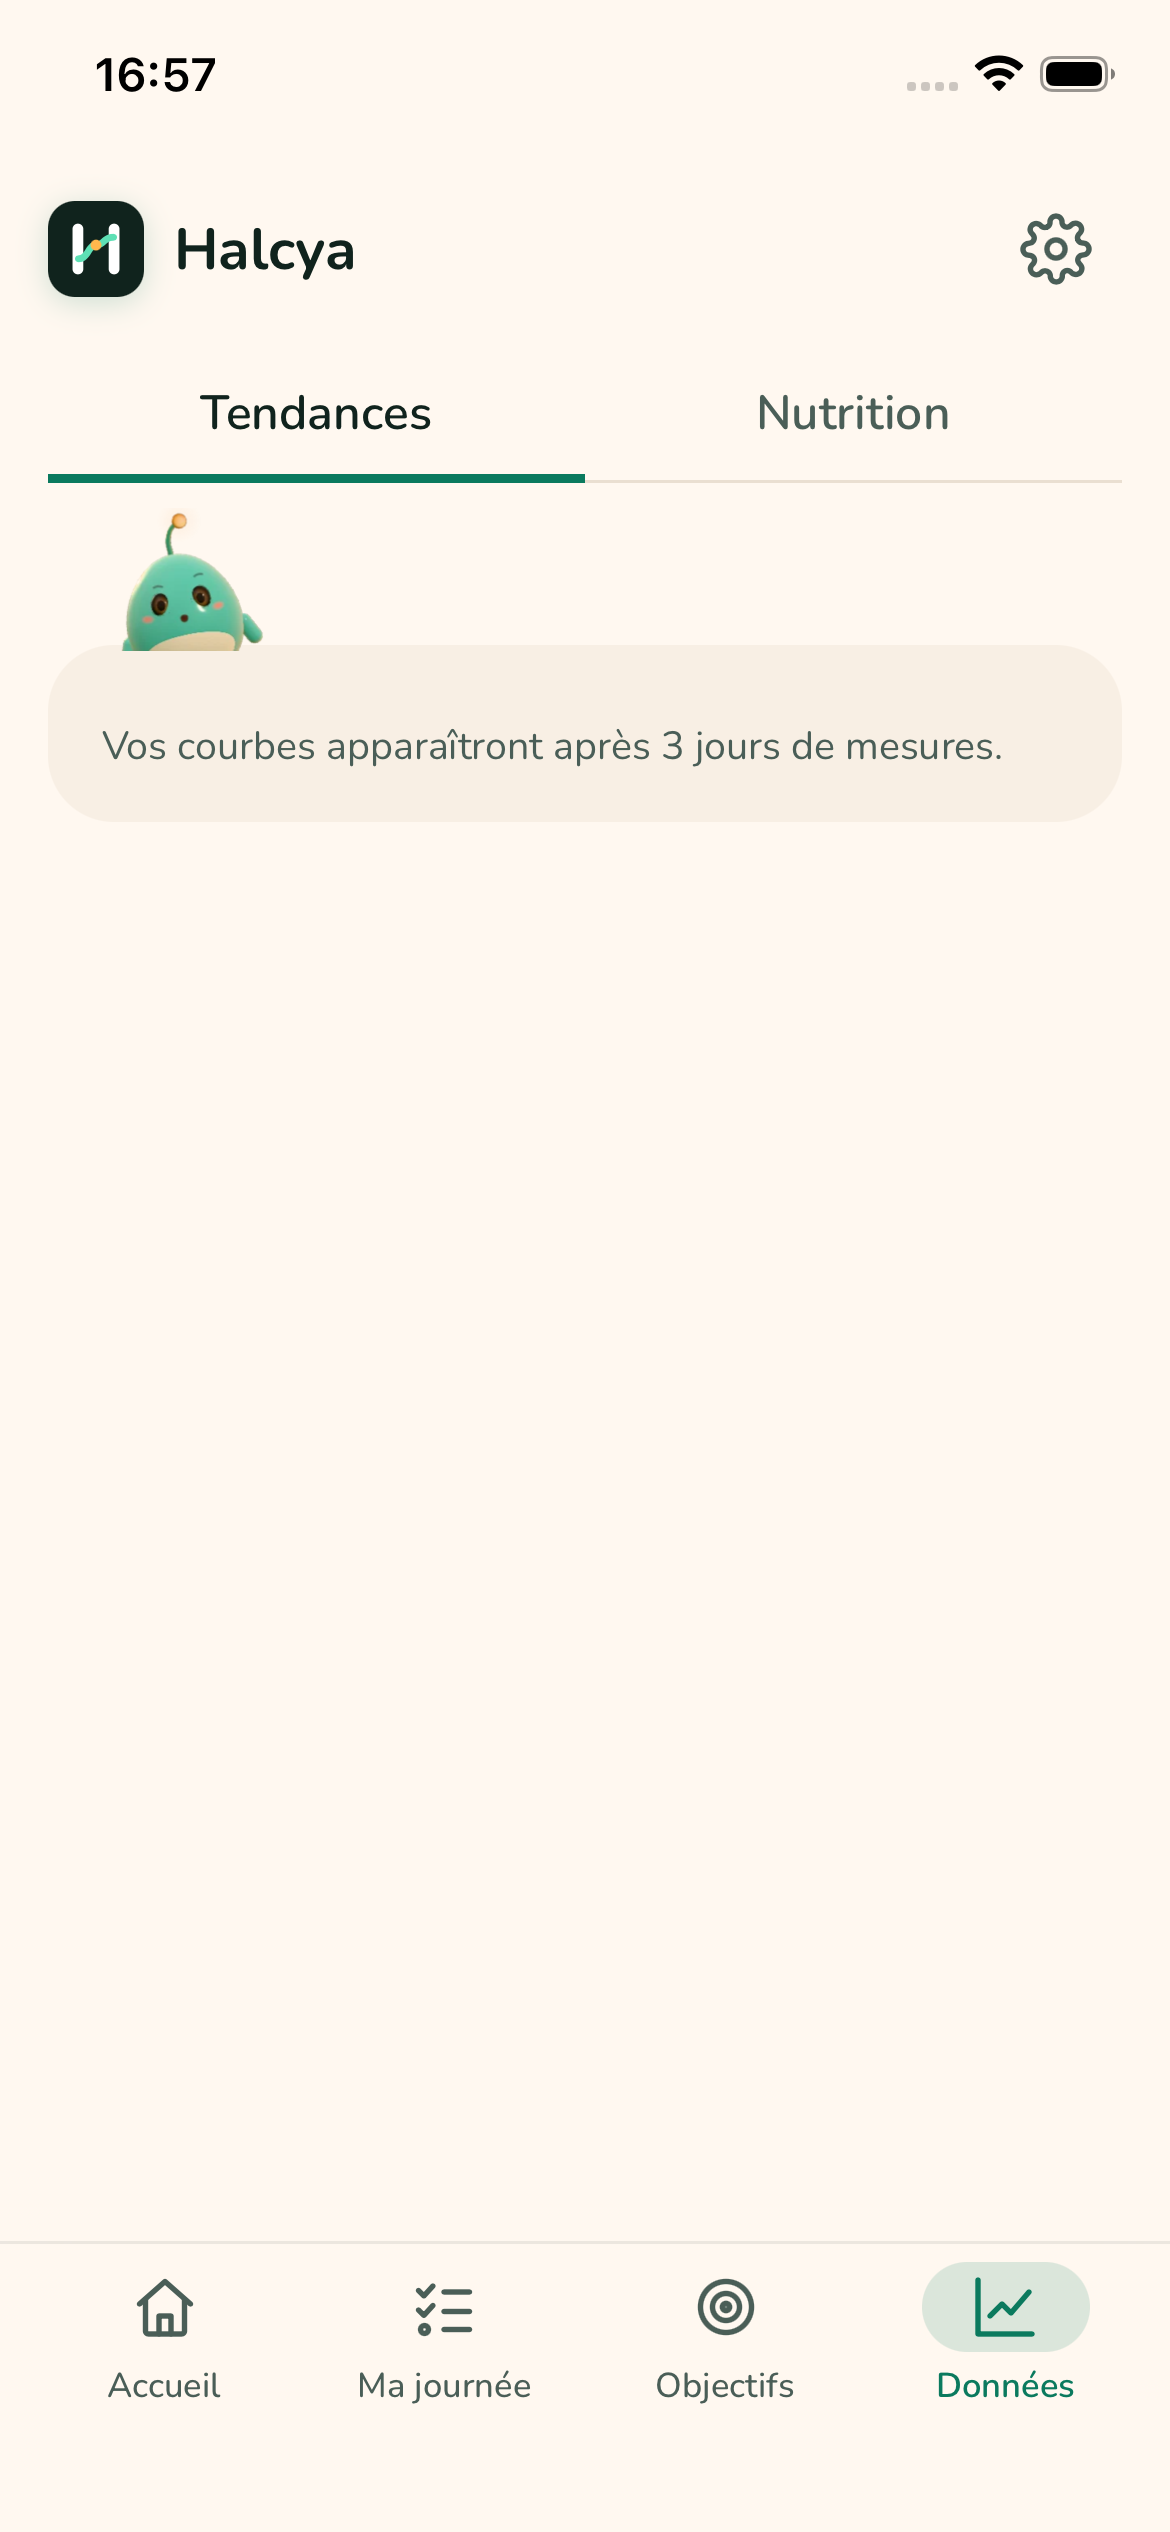 16:57
Halcya
Tendances
Nutrition
Vos courbes apparaîtront après 3 jours de mesures.
Accueil
Ma journée
Objectifs
Données